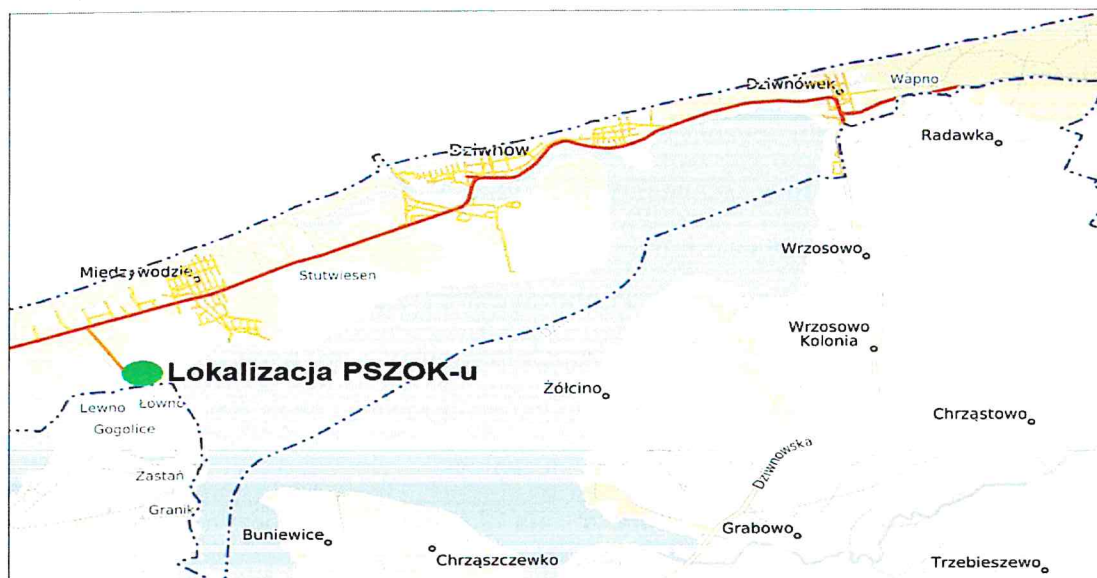 Dziwnówek
Wapno
Radawka
Dziwnów
Wrzosowo
Międzywodzie
Stutwiesen
Wrzosowo
Kolonia
Lokalizacja PSZOK-u
Żółcino
Lewno
Łowno
Chrząstowo
Gogolice
Dziwnowska
Zastań
Granik
Buniewice
Grabowo
Chrząszczewko
Trzebieszewo